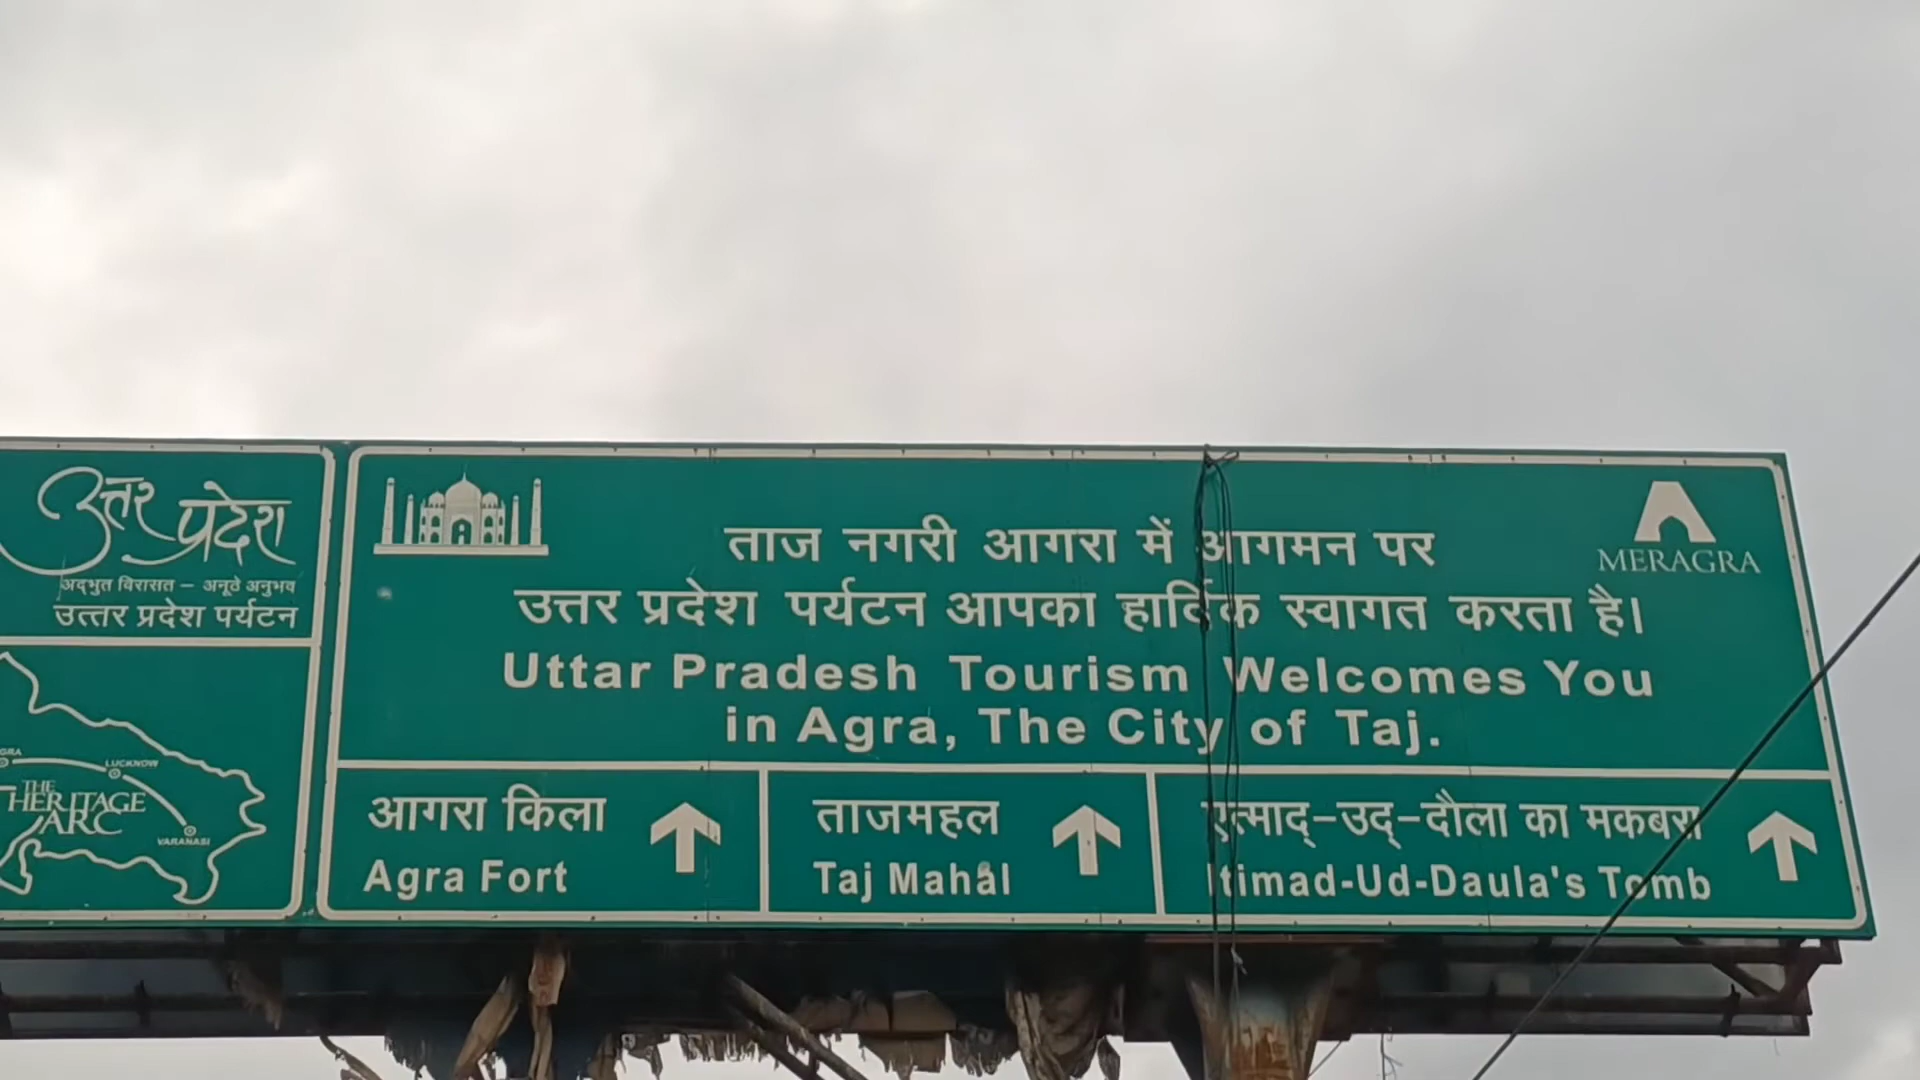 उत्तर प्रदेश
अद्भुत विरासत – अनूठे अनुभव
उत्तर प्रदेश पर्यटन
LUCKNOW
THE
HERITAGE
ARC
VARANASI
ताज नगरी आगरा में आगमन पर
उत्तर प्रदेश पर्यटन आपका हार्दिक स्वागत करता है।
Uttar Pradesh Tourism Welcomes You
in Agra, The City of Taj.
MERAGRA
आगरा किला
Agra Fort
ताजमहल
Taj Mahal
एत्माद्-उद्-दौला का मकबरा
Itimad-Ud-Daula's Tomb